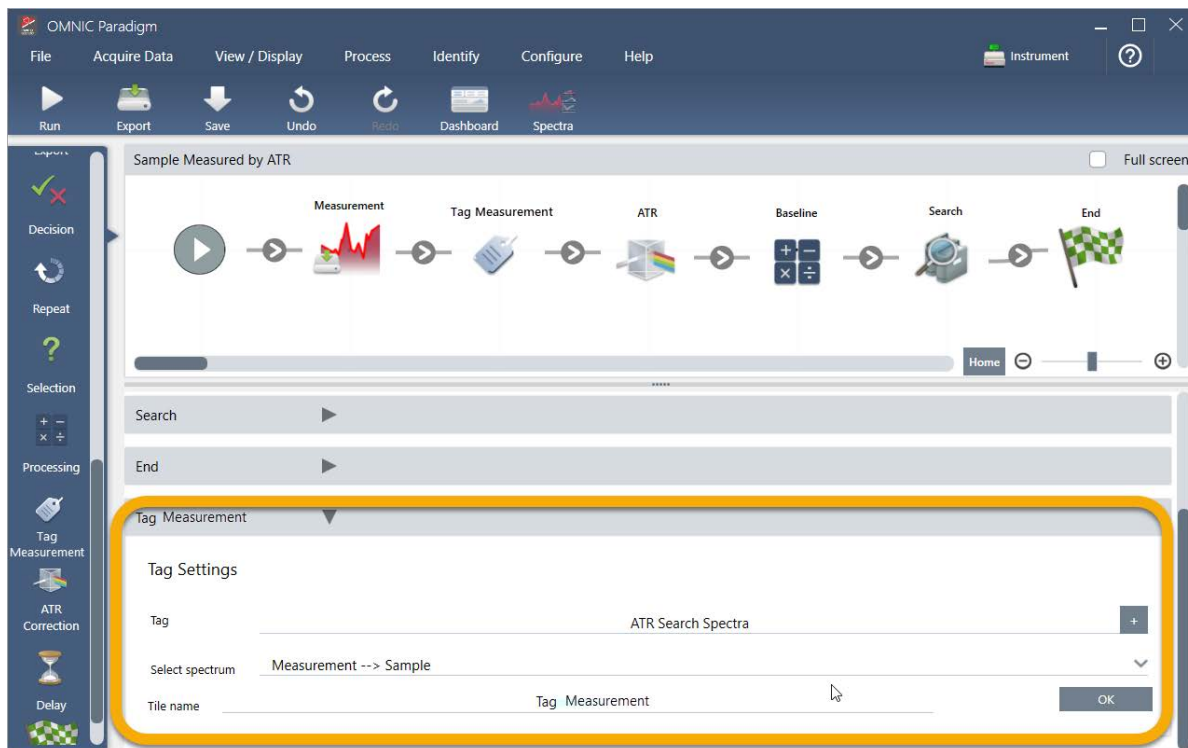 OMNIC Paradigm
File Acquire Data View / Display Process Identify Configure Help Instrument
Run Export Save Undo Redo Dashboard Spectra
Export
Decision
Repeat
Selection
Processing
Tag
Measurement
ATR
Correction
Delay
Sample Measured by ATR Full screen
Measurement Tag Measurement ATR Baseline Search End
Home
Search
End
Tag Measurement
Tag Settings
Tag ATR Search Spectra +
Select spectrum Measurement --> Sample
Tile name Tag Measurement OK